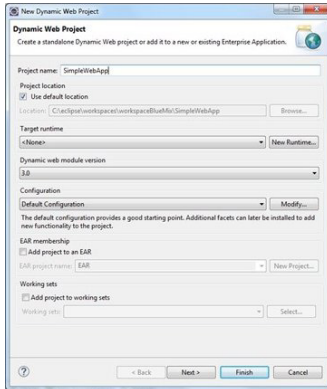 New Dynamic Web Project
Dynamic Web Project
Create a standalone Dynamic Web project or add it to a new or existing Enterprise Application.
Project name: SimpleWebApp
Project location
Use default location
Location: C:\eclipse\workspaces\workspaceBlueMix\SimpleWebApp Browse...
Target runtime
<None> New Runtime...
Dynamic web module version
3.0
Configuration
Default Configuration Modify...
The default configuration provides a good starting point. Additional facets can later be installed to add
new functionality to the project.
EAR membership
Add project to an EAR
EAR project name: EAR New Project...
Working sets
Add project to working sets
Working sets: Select...
? < Back Next > Finish Cancel